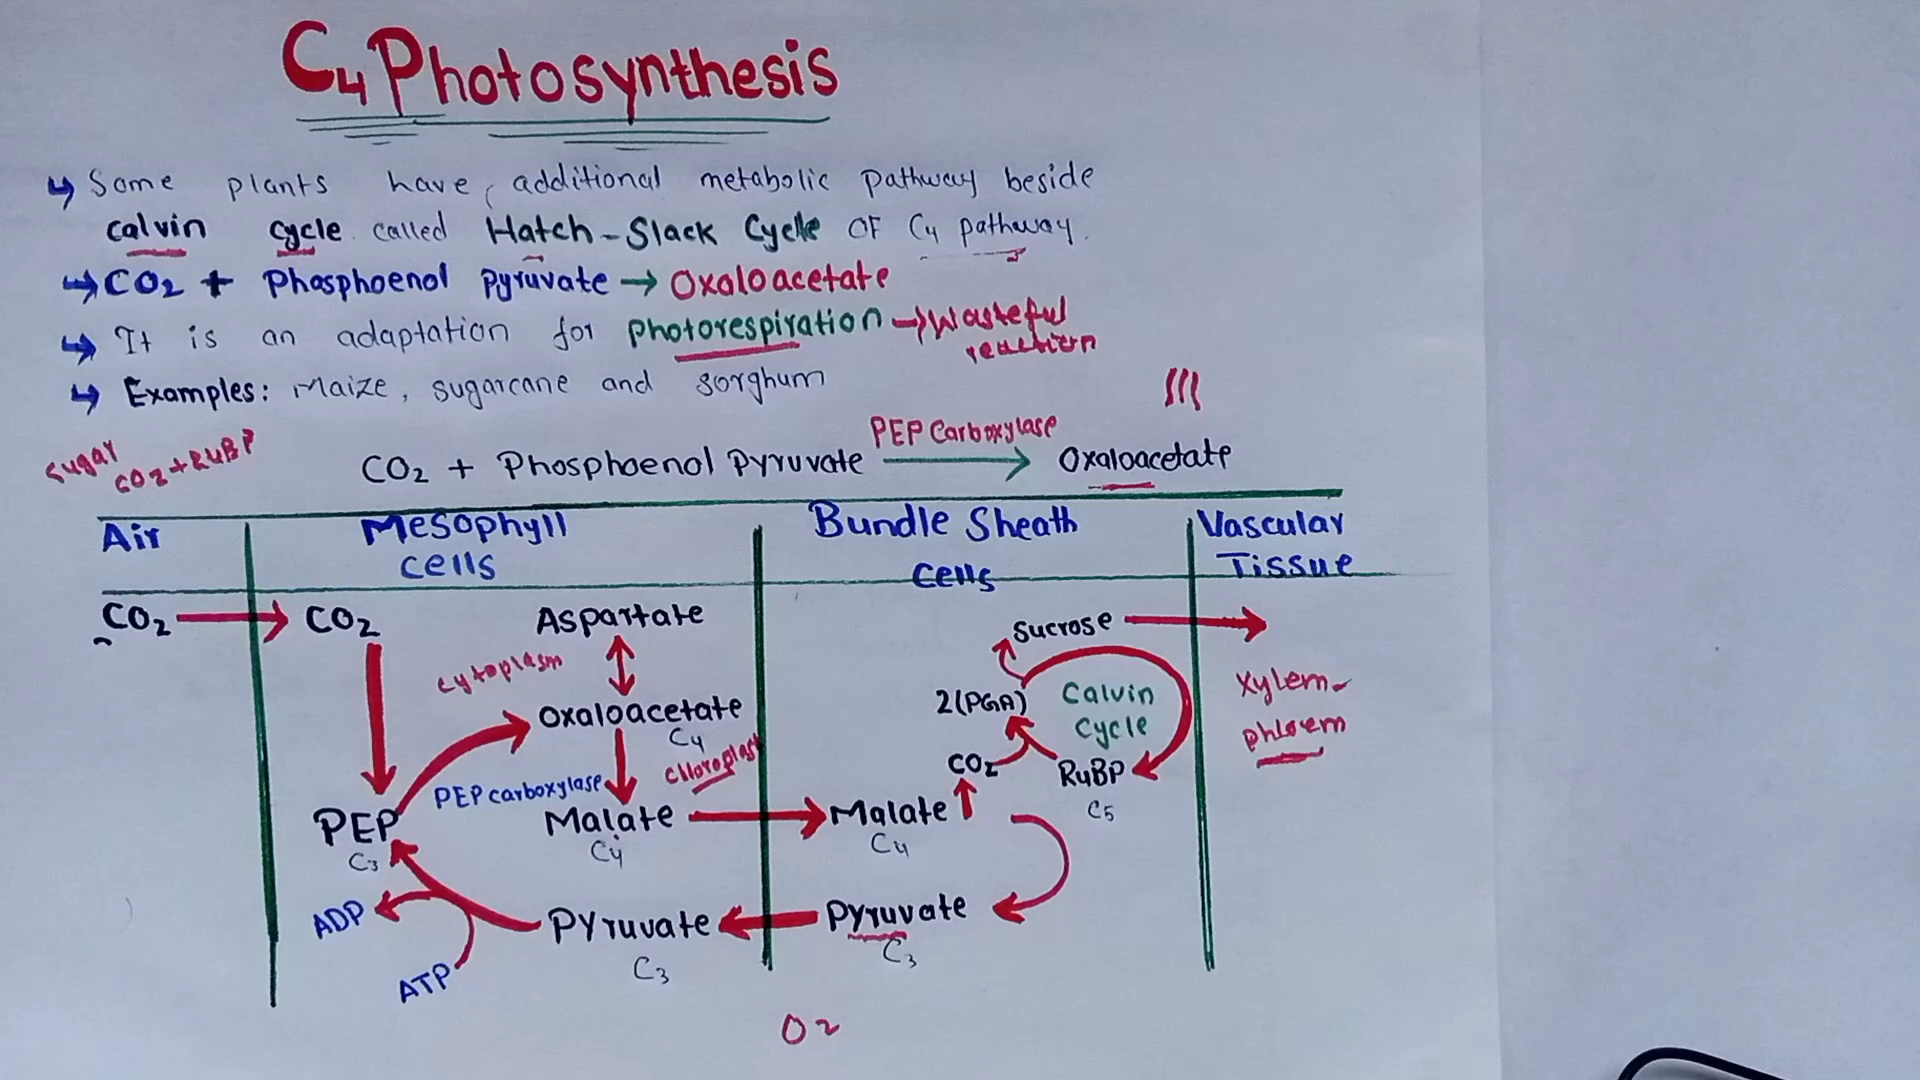 C4 Photosynthesis
Some plants have additional metabolic pathway beside
calvin cycle called Hatch-Slack Cycle OF C4 pathway.
CO2 + Phosphoenol Pyruvate → Oxaloacetate
It is an adaptation for photorespiration → Wasteful
reaction
Examples: Maize, sugarcane and sorghum
sugar
CO2+RUBP
PEP Carboxylase
CO2 + Phosphoenol Pyruvate → Oxaloacetate
Air
Mesophyll
cells
Bundle Sheath
Cells
Vascular
Tissue
CO2 → CO2
Aspartate
Sucrose
cytoplasm
Oxaloacetate
C4
chloroplast
2(PGA)
Calvin
Cycle
Xylem
phloem
PEP carboxylase
CO2
RuBP
C5
PEP
C3
Malate
C4
Malate
C4
ADP
ATP
Pyruvate
C3
Pyruvate
C3
O2